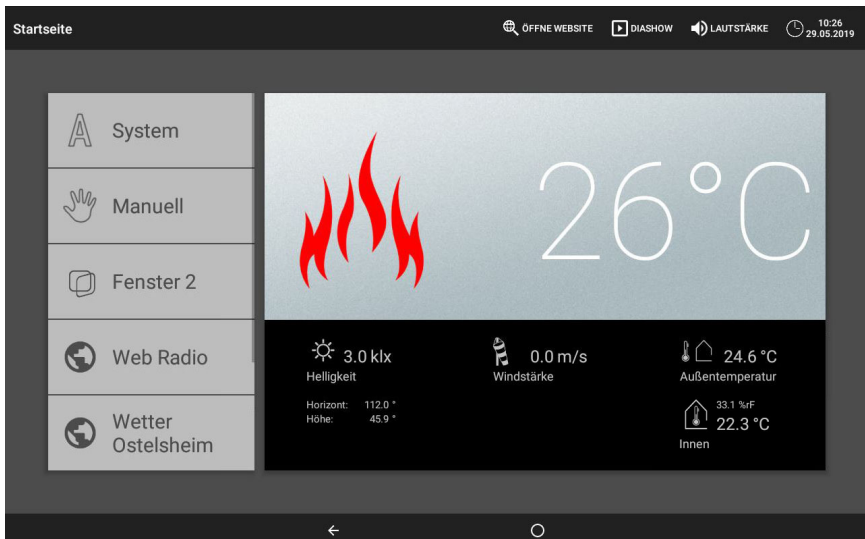 Startseite
ÖFFNE WEBSITE
DIASHOW
LAUTSTÄRKE
10:26
29.05.2019
System
Manuell
Fenster 2
Web Radio
Wetter
Ostelsheim
26°C
3.0 klx
Helligkeit
Horizont: 112.0 °
Höhe: 45.9 °
0.0 m/s
Windstärke
24.6 °C
Außentemperatur
33.1 %rF
22.3 °C
Innen